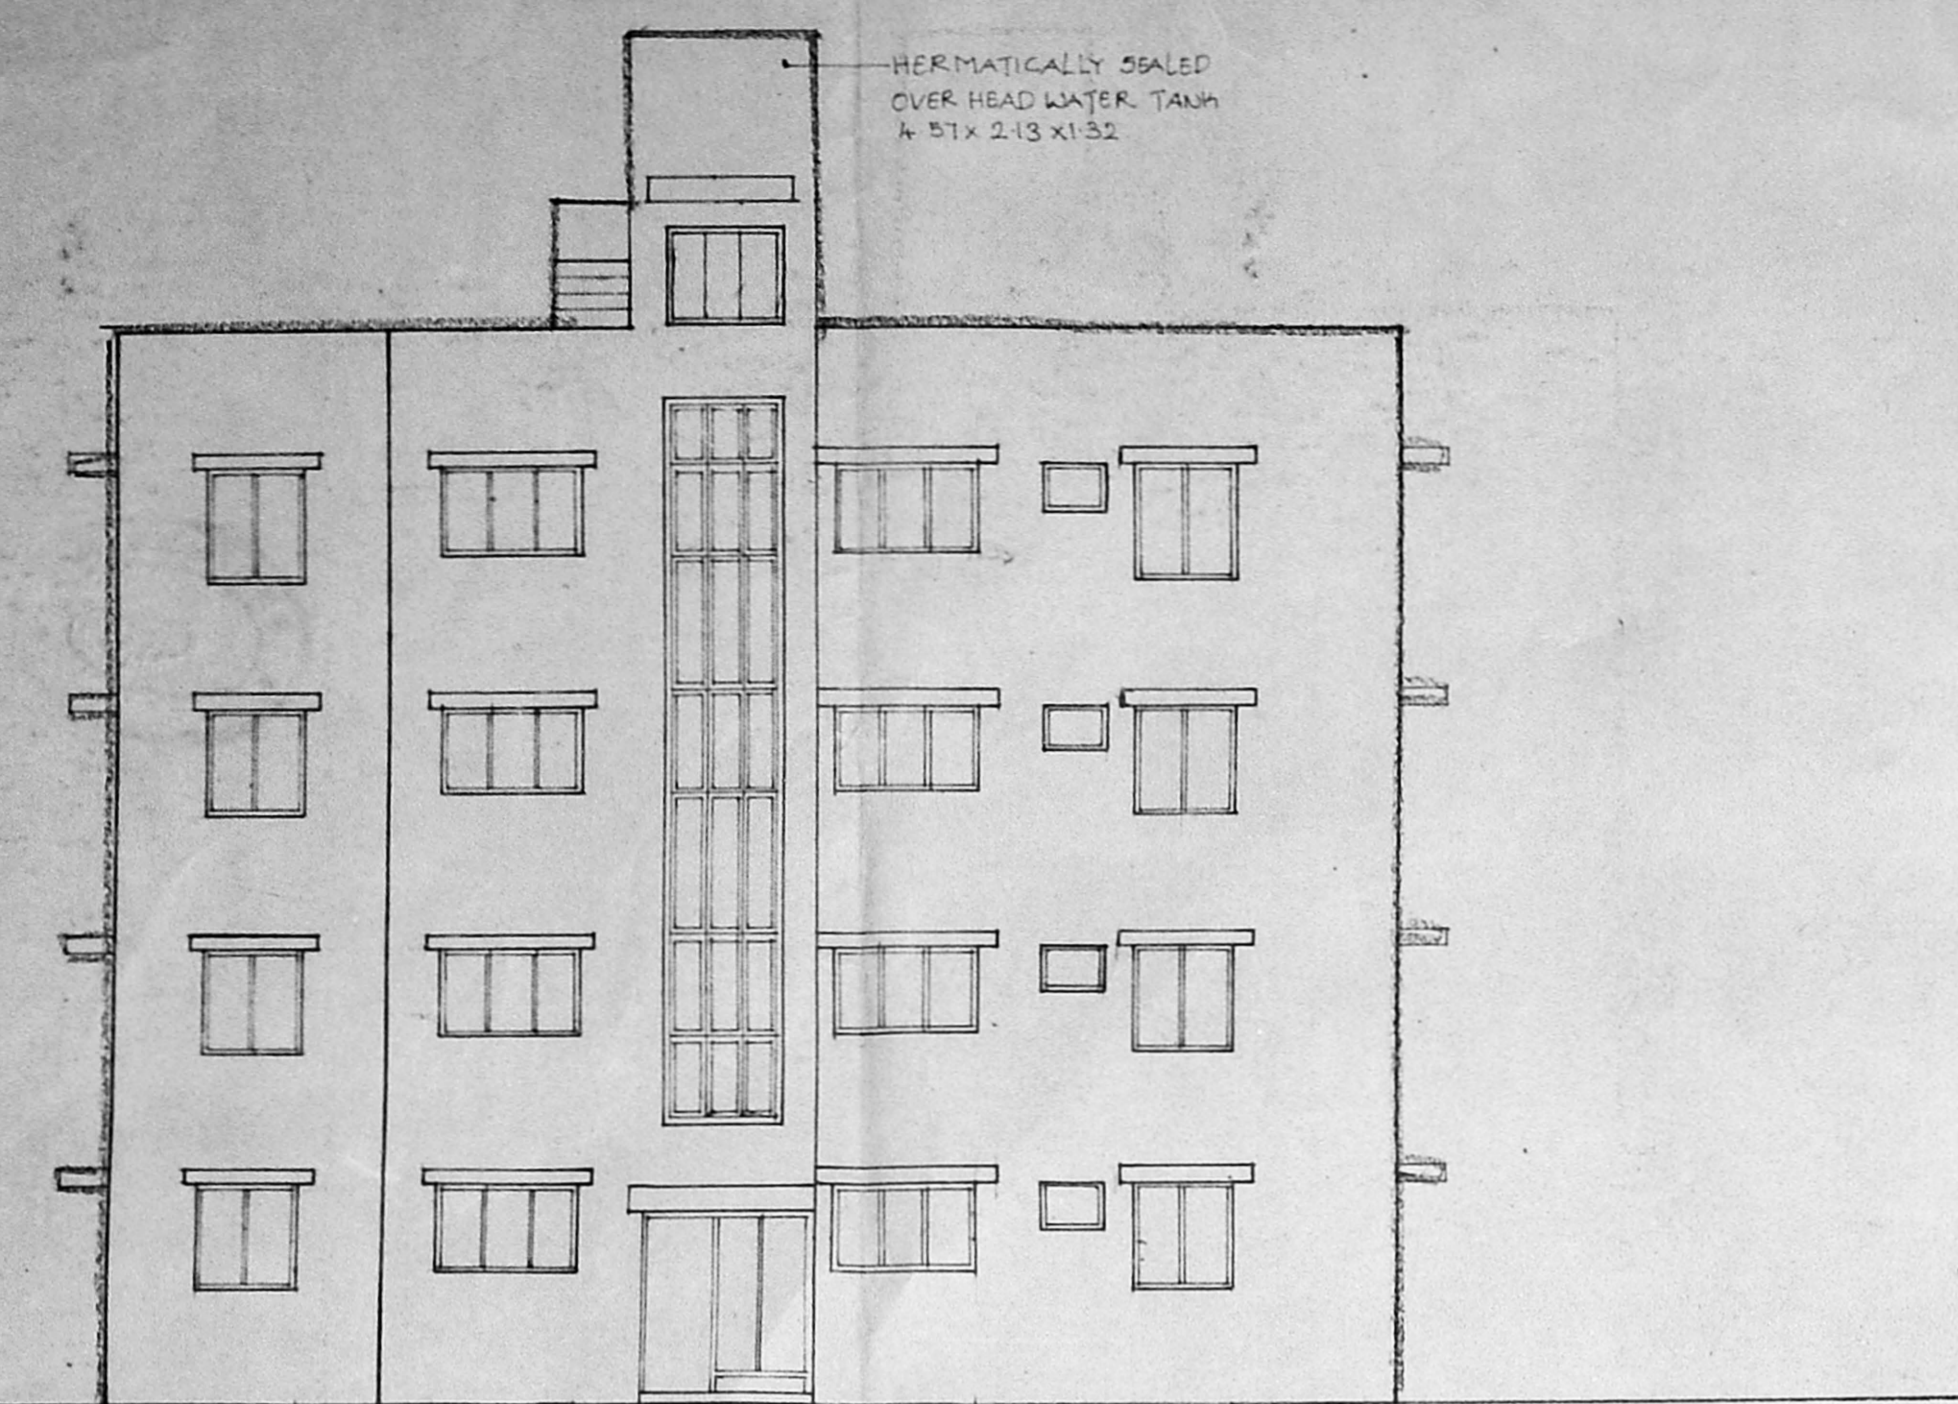 HERMATICALLY SEALED
OVER HEAD WATER TANK
4.57 x 2.13 x 1.32